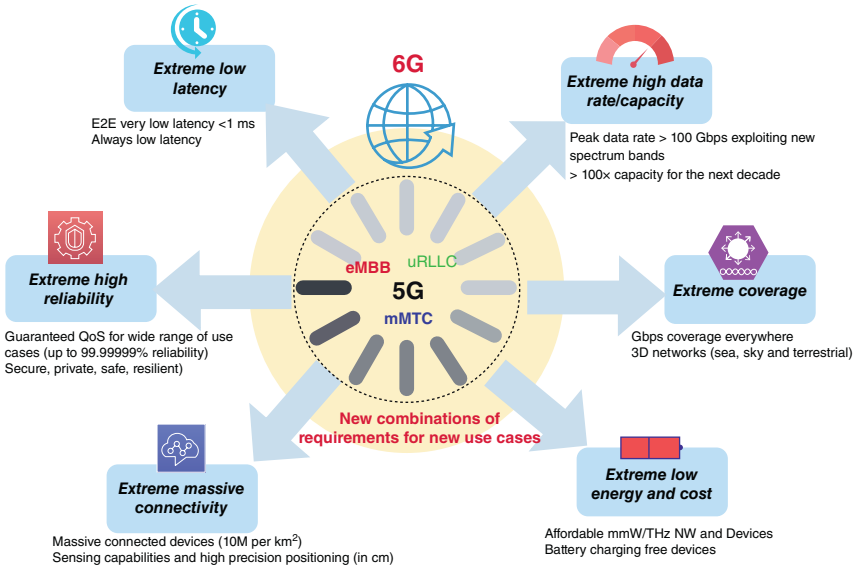 6G
Extreme low
latency
E2E very low latency <1 ms
Always low latency
Extreme high data
rate/capacity
Peak data rate > 100 Gbps exploiting new
spectrum bands
> 100× capacity for the next decade
Extreme high
reliability
Guaranteed QoS for wide range of use
cases (up to 99.99999% reliability)
Secure, private, safe, resilient)
eMBB
uRLLC
5G
mMTC
Extreme coverage
Gbps coverage everywhere
3D networks (sea, sky and terrestrial)
New combinations of
requirements for new use cases
Extreme massive
connectivity
Massive connected devices (10M per km²)
Sensing capabilities and high precision positioning (in cm)
Extreme low
energy and cost
Affordable mmW/THz NW and Devices
Battery charging free devices